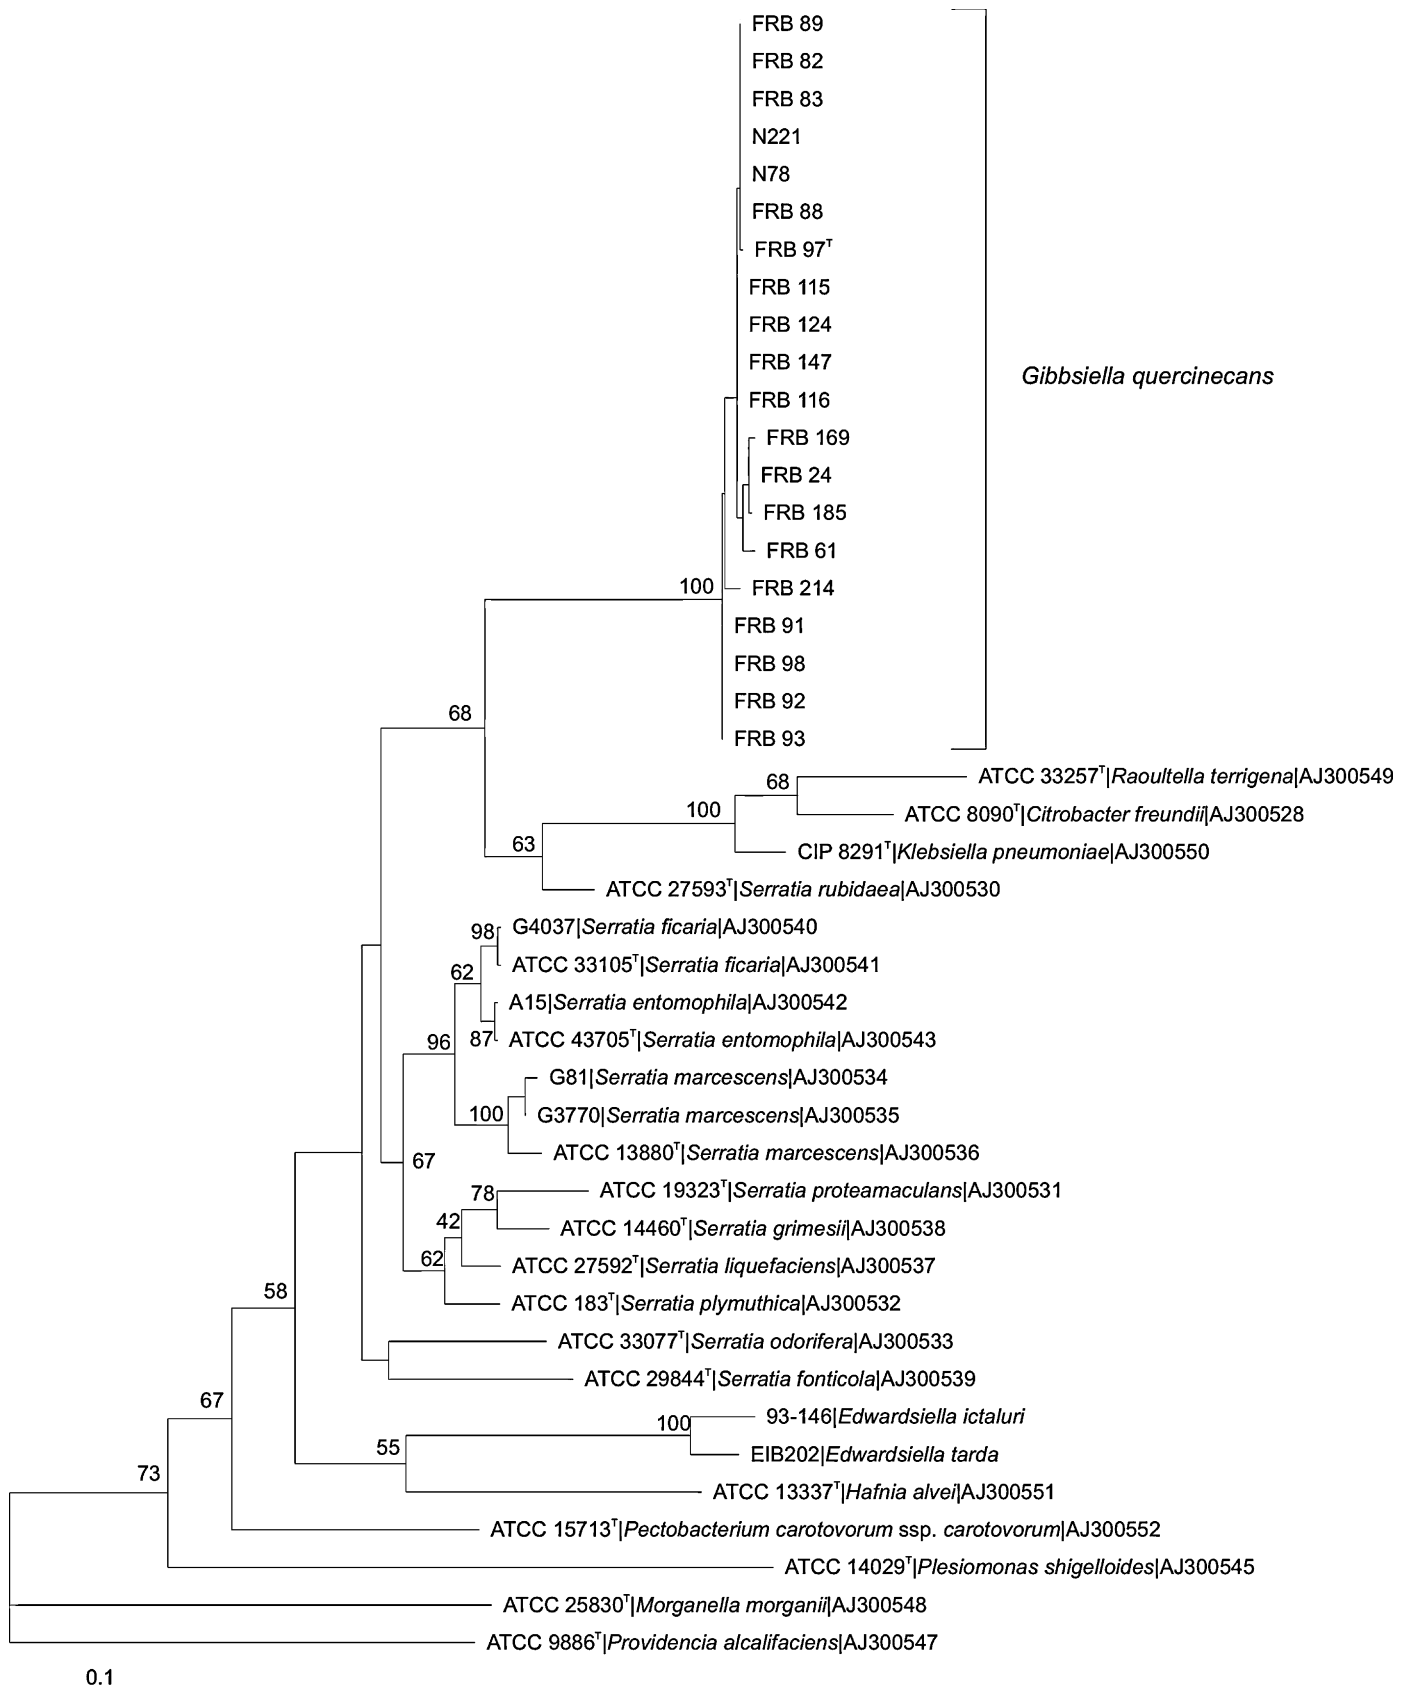 FRB 89
FRB 82
FRB 83
N221
N78
FRB 88
FRB 97ᵀ
FRB 115
FRB 124
FRB 147
Gibbsiella quercinecans
FRB 116
FRB 169
FRB 24
FRB 185
FRB 61
100
FRB 214
FRB 91
FRB 98
FRB 92
68
FRB 93
68
ATCC 33257ᵀ|Raoultella terrigena|AJ300549
100
ATCC 8090ᵀ|Citrobacter freundii|AJ300528
63
CIP 8291ᵀ|Klebsiella pneumoniae|AJ300550
ATCC 27593ᵀ|Serratia rubidaea|AJ300530
98
G4037|Serratia ficaria|AJ300540
62
ATCC 33105ᵀ|Serratia ficaria|AJ300541
A15|Serratia entomophila|AJ300542
96
87
ATCC 43705ᵀ|Serratia entomophila|AJ300543
G81|Serratia marcescens|AJ300534
100
G3770|Serratia marcescens|AJ300535
ATCC 13880ᵀ|Serratia marcescens|AJ300536
67
78
ATCC 19323ᵀ|Serratia proteamaculans|AJ300531
42
ATCC 14460ᵀ|Serratia grimesii|AJ300538
62
ATCC 27592ᵀ|Serratia liquefaciens|AJ300537
58
ATCC 183ᵀ|Serratia plymuthica|AJ300532
ATCC 33077ᵀ|Serratia odorifera|AJ300533
ATCC 29844ᵀ|Serratia fonticola|AJ300539
67
100
93-146|Edwardsiella ictaluri
55
EIB202|Edwardsiella tarda
73
ATCC 13337ᵀ|Hafnia alvei|AJ300551
ATCC 15713ᵀ|Pectobacterium carotovorum ssp. carotovorum|AJ300552
ATCC 14029ᵀ|Plesiomonas shigelloides|AJ300545
ATCC 25830ᵀ|Morganella morganii|AJ300548
ATCC 9886ᵀ|Providencia alcalifaciens|AJ300547
0.1